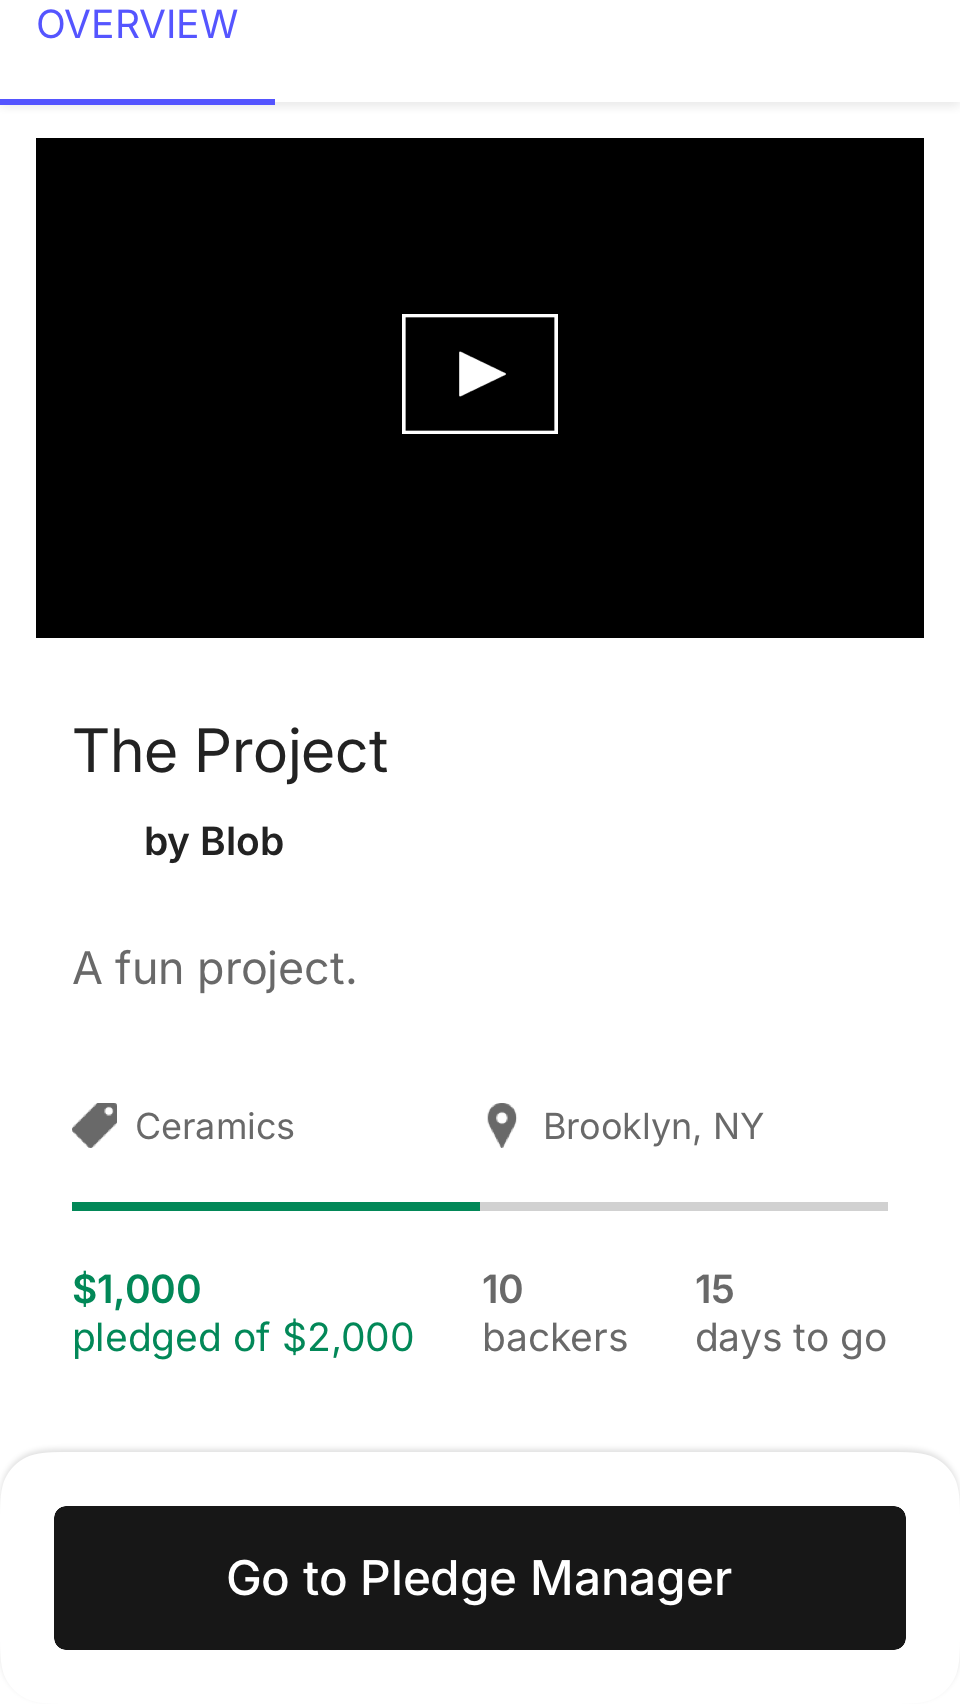 OVERVIEW
The Project
by Blob
A fun project.
Ceramics
Brooklyn, NY
$1,000
pledged of $2,000
10
backers
15
days to go
Go to Pledge Manager